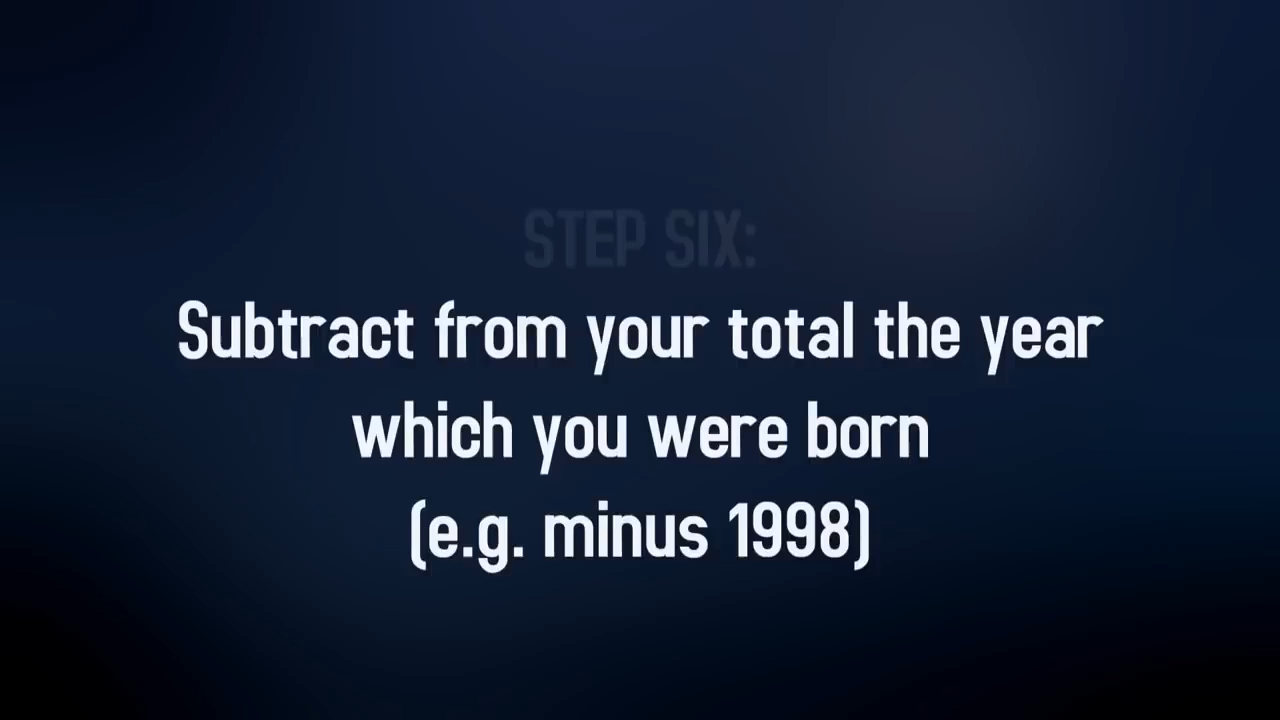 STEP SIX:
Subtract from your total the year
which you were born
(e.g. minus 1998)